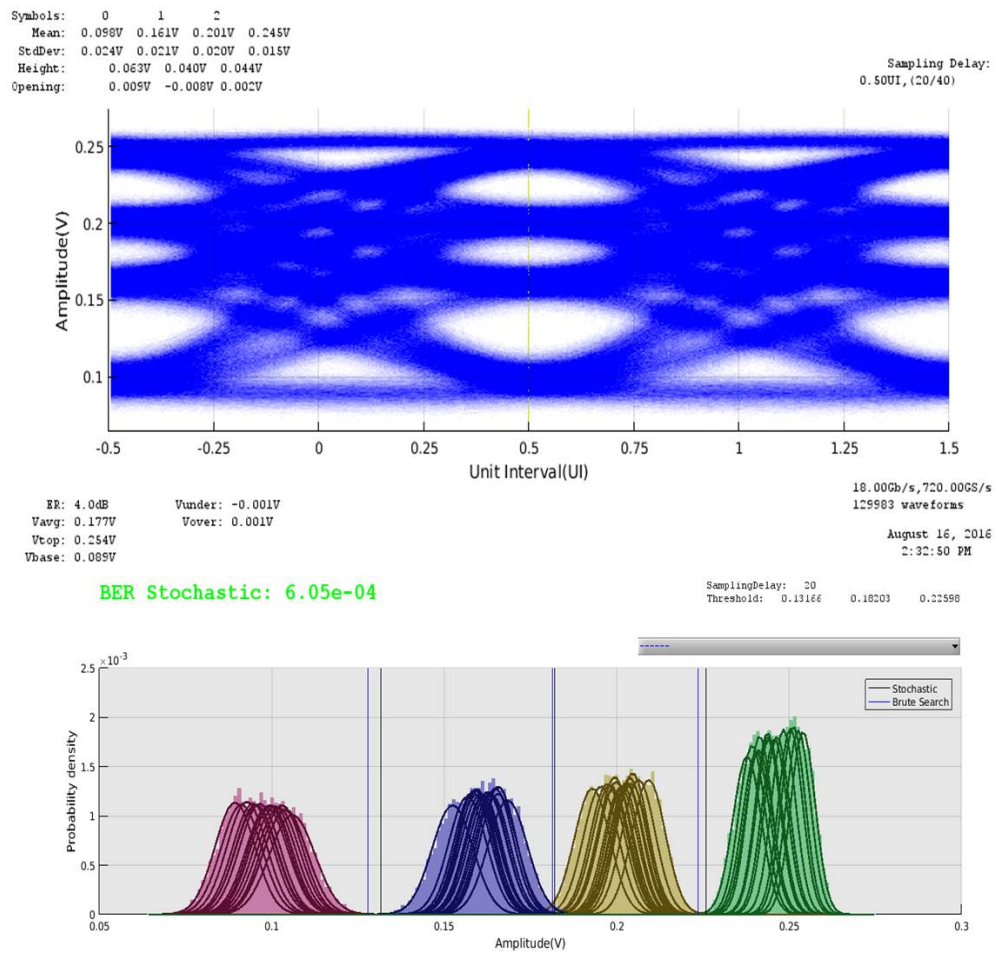 Symbols: 0 1 2
Mean: 0.098V 0.161V 0.201V 0.245V
StdDev: 0.024V 0.021V 0.020V 0.015V
Height: 0.063V 0.040V 0.044V
Opening: 0.009V -0.008V 0.002V
Sampling Delay:
0.50UI,(20/40)
Amplitude(V)
0.25
0.2
0.15
0.1
-0.5 -0.25 0 0.25 0.5 0.75 1 1.25 1.5
Unit Interval(UI)
18.00Gb/s,720.00GS/s
129983 waveforms
August 16, 2016
2:32:50 PM
ER: 4.0dB Vunder: -0.001V
Vavg: 0.177V Vover: 0.001V
Vtop: 0.254V
Vbase: 0.089V
BER Stochastic: 6.05e-04
SamplingDelay: 20
Threshold: 0.13166 0.18203 0.22598
------
×10-3
Probability density
2.5
2
1.5
1
0.5
0
Stochastic
Brute Search
0.05 0.1 0.15 0.2 0.25 0.3
Amplitude(V)